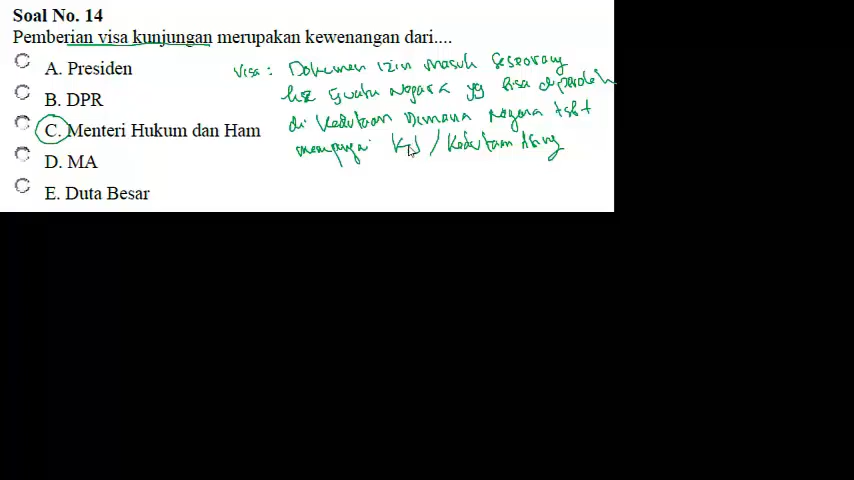 Soal No. 14
Pemberian visa kunjungan merupakan kewenangan dari....
A. Presiden
B. DPR
C. Menteri Hukum dan Ham
D. MA
E. Duta Besar
Visa : Dokumen izin masuk seseorang
ke suatu Negara yg bisa diperoleh
di Kedutaan Dimana Negara tsbt
mempunyai KJ / Kedutaan Asing